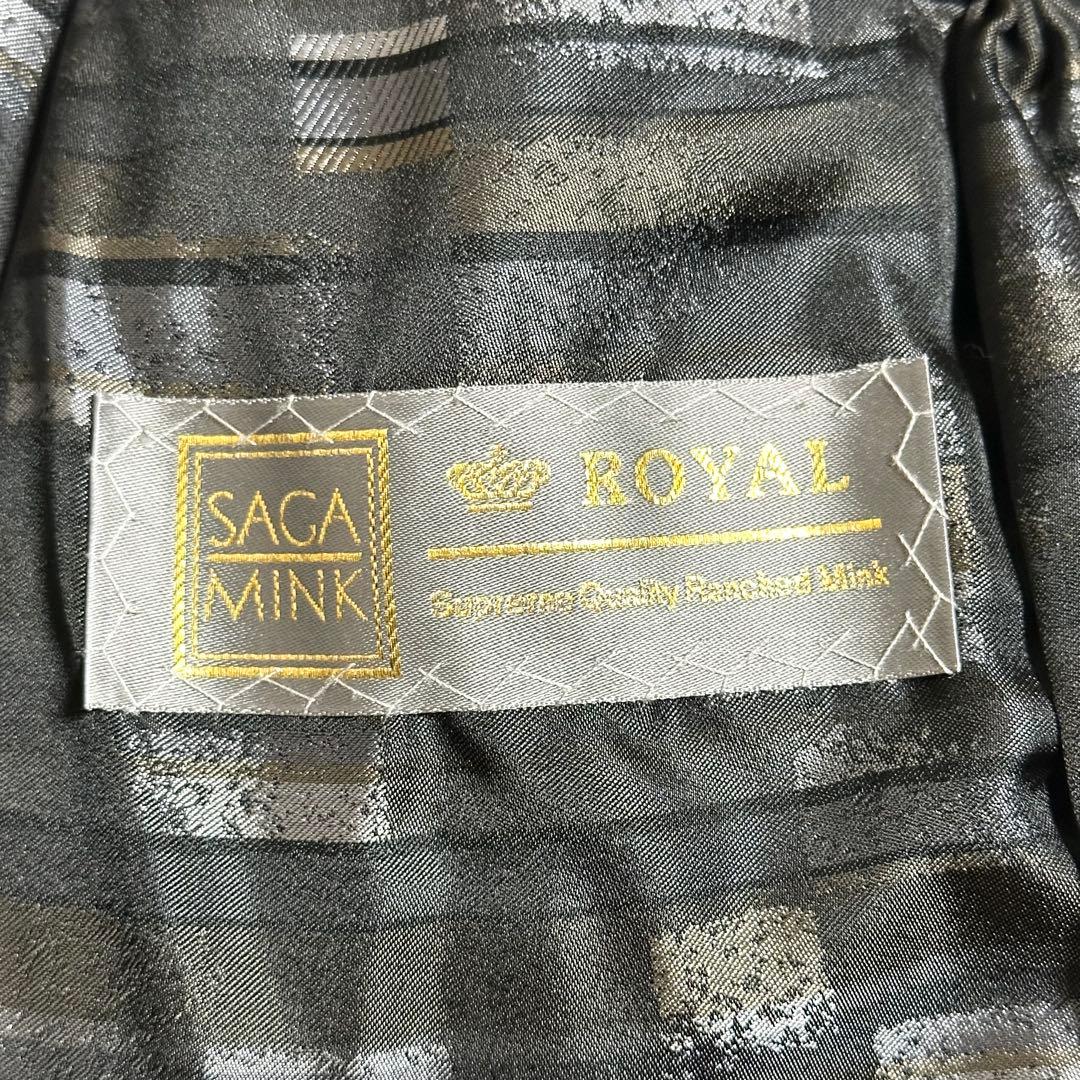 SAGA
MINK
ROYAL
Supreme Quality Ranched Mink